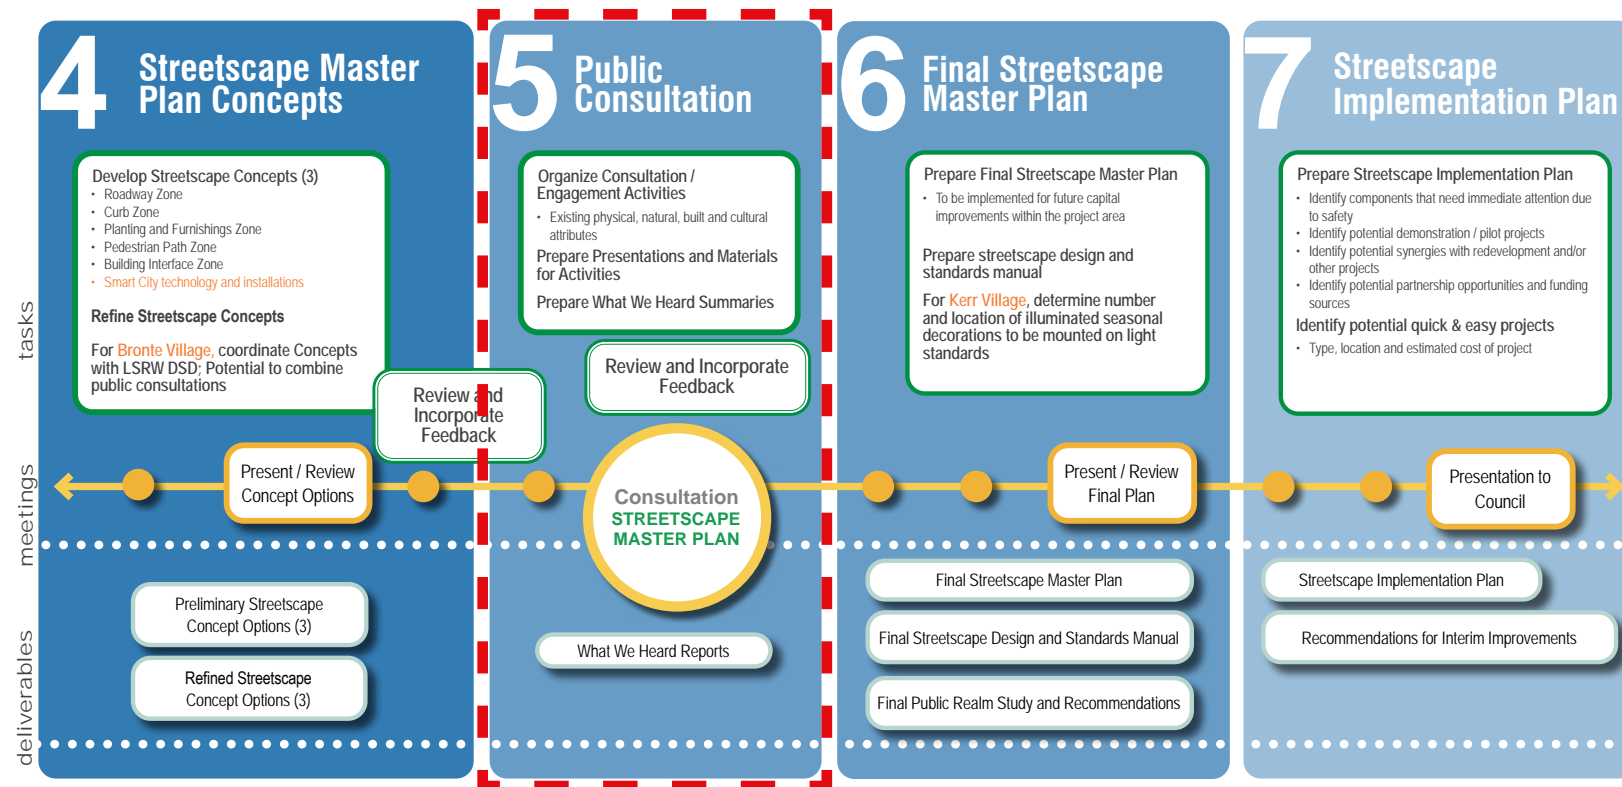 4
Streetscape Master
Plan Concepts
Develop Streetscape Concepts (3)
• Roadway Zone
• Curb Zone
• Planting and Furnishings Zone
• Pedestrian Path Zone
• Building Interface Zone
• Smart City technology and installations
Refine Streetscape Concepts
For Bronte Village, coordinate Concepts
with LSRW DSD; Potential to combine
public consultations
Review and
Incorporate
Feedback
Present / Review
Concept Options
Preliminary Streetscape
Concept Options (3)
Refined Streetscape
Concept Options (3)
5
Public
Consultation
Organize Consultation /
Engagement Activities
• Existing physical, natural, built and cultural
attributes
Prepare Presentations and Materials
for Activities
Prepare What We Heard Summaries
Review and Incorporate
Feedback
Consultation
STREETSCAPE
MASTER PLAN
What We Heard Reports
6
Final Streetscape
Master Plan
Prepare Final Streetscape Master Plan
• To be implemented for future capital
improvements within the project area
Prepare streetscape design and
standards manual
For Kerr Village, determine number
and location of illuminated seasonal
decorations to be mounted on light
standards
Present / Review
Final Plan
Final Streetscape Master Plan
Final Streetscape Design and Standards Manual
Final Public Realm Study and Recommendations
7
Streetscape
Implementation Plan
Prepare Streetscape Implementation Plan
• Identify components that need immediate attention due
to safety
• Identify potential demonstration / pilot projects
• Identify potential synergies with redevelopment and/or
other projects
• Identify potential partnership opportunities and funding
sources
Identify potential quick & easy projects
• Type, location and estimated cost of project
Presentation to
Council
Streetscape Implementation Plan
Recommendations for Interim Improvements
tasks
meetings
deliverables